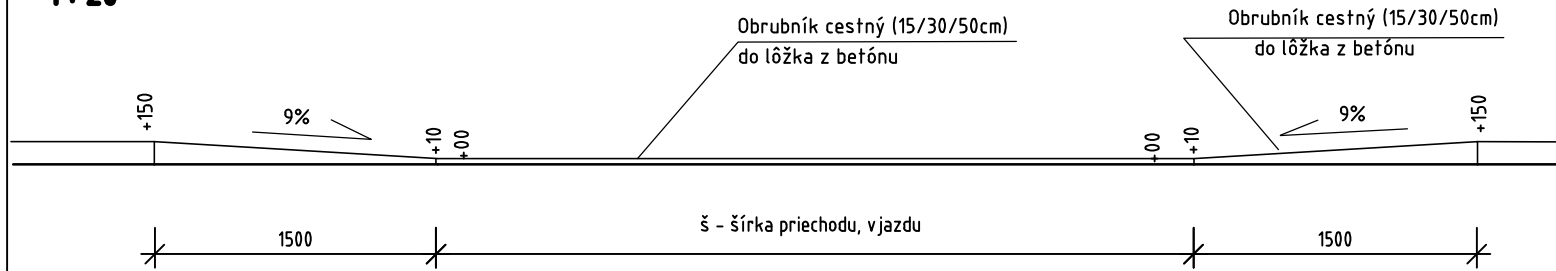 Obrubník cestný (15/30/50cm)
do lôžka z betónu
Obrubník cestný (15/30/50cm)
do lôžka z betónu
+150
9%
+10
+00
+00
+10
9%
+150
1500
š - šírka priechodu, vjazdu
1500